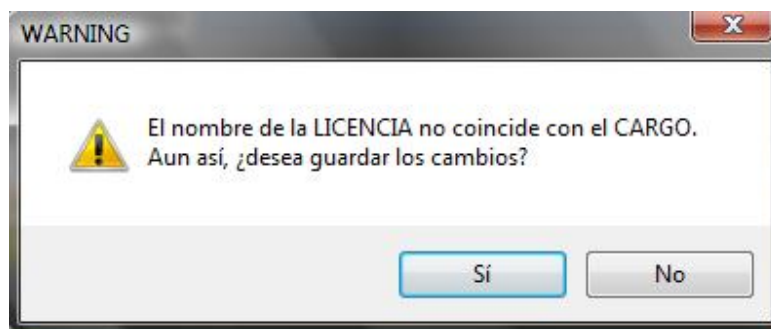 WARNING
El nombre de la LICENCIA no coincide con el CARGO.
Aun así, ¿desea guardar los cambios?
Sí
No